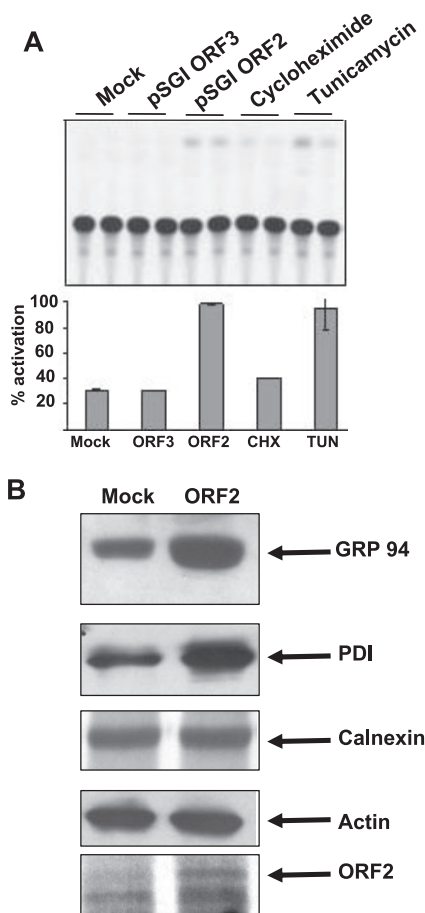 A
Mock
pSGI ORF3
pSGI ORF2
Cycloheximide
Tunicamycin
% activation
100
80
60
40
20
Mock ORF3 ORF2 CHX TUN
B
Mock ORF2
GRP 94
PDI
Calnexin
Actin
ORF2